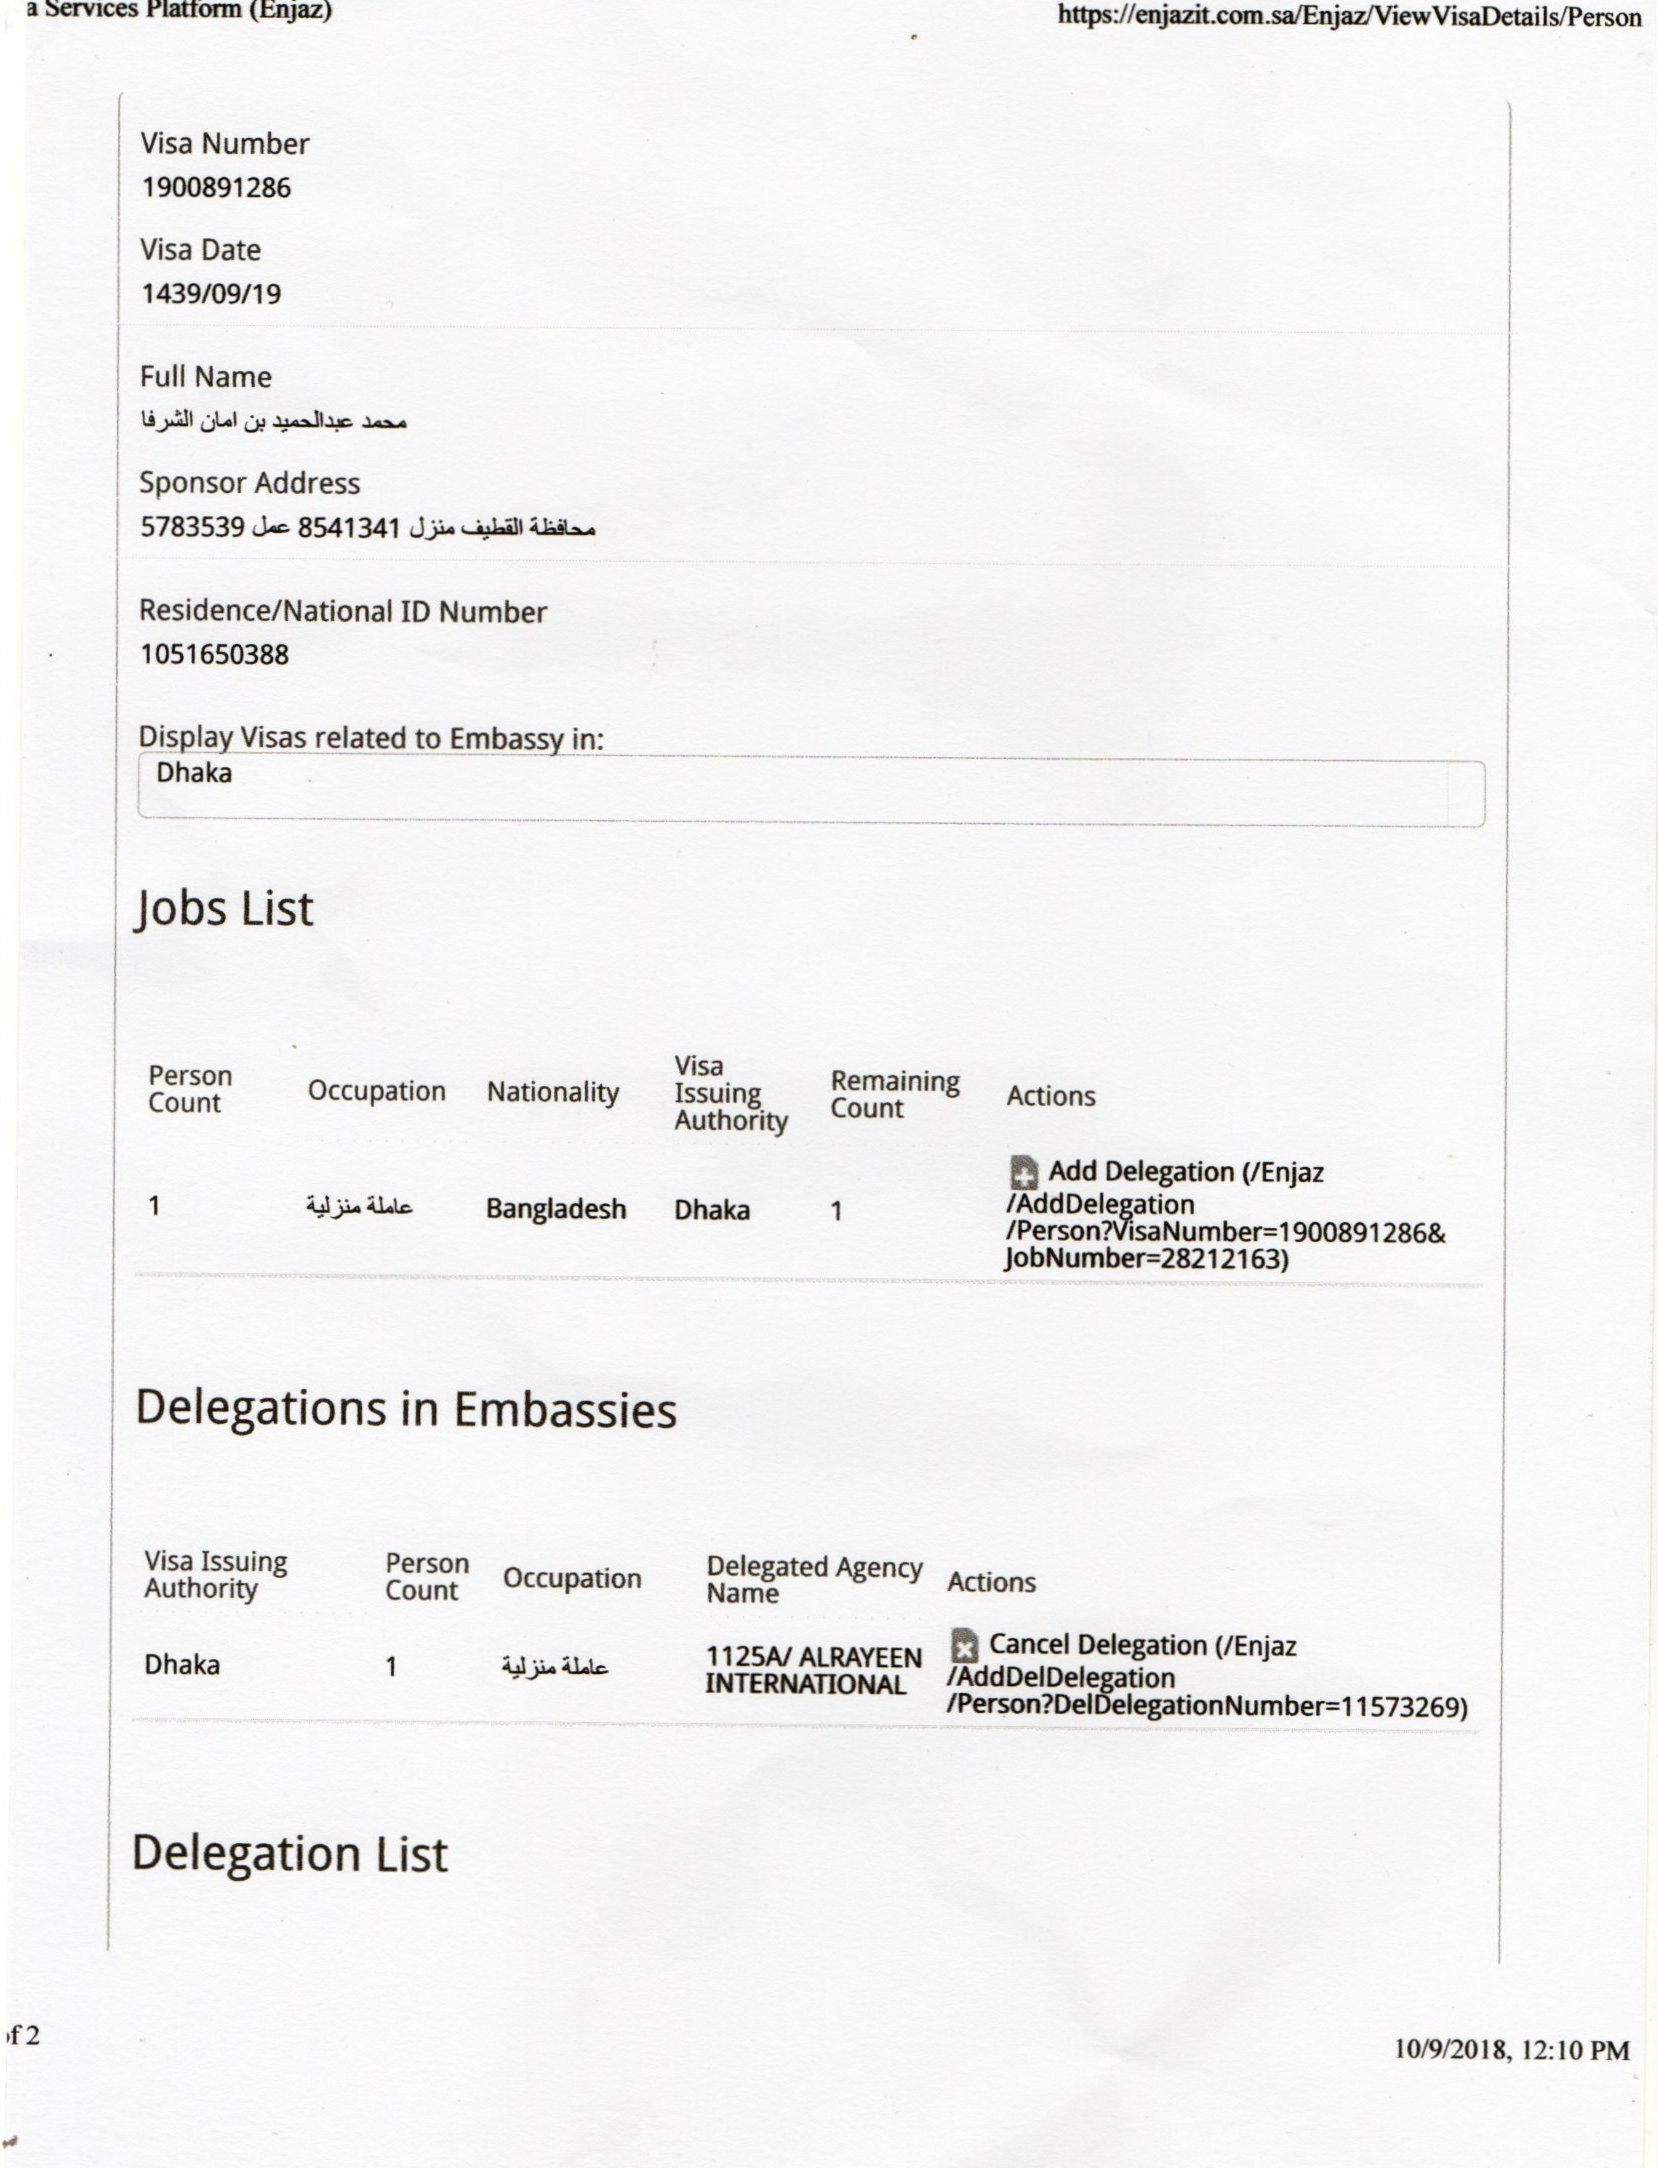 a Services Platform (Enjaz)
https://enjazit.com.sa/Enjaz/ViewVisaDetails/Person
Visa Number
1900891286
Visa Date
1439/09/19
Full Name
محمد عبدالحميد بن امان الشرفا
Sponsor Address
محافظة القطيف منزل 8541341 عمل 5783539
Residence/National ID Number
1051650388
Display Visas related to Embassy in:
Dhaka
Jobs List
Person Count Occupation Nationality Visa Issuing Authority Remaining Count Actions
1 عاملة منزلية Bangladesh Dhaka 1 Add Delegation (/Enjaz
/AddDelegation
/Person?VisaNumber=1900891286&
JobNumber=28212163)
Delegations in Embassies
Visa Issuing Authority Person Count Occupation Delegated Agency Name Actions
Dhaka 1 عاملة منزلية 1125A/ ALRAYEEN INTERNATIONAL Cancel Delegation (/Enjaz
/AddDelDelegation
/Person?DelDelegationNumber=11573269)
Delegation List
of 2
10/9/2018, 12:10 PM